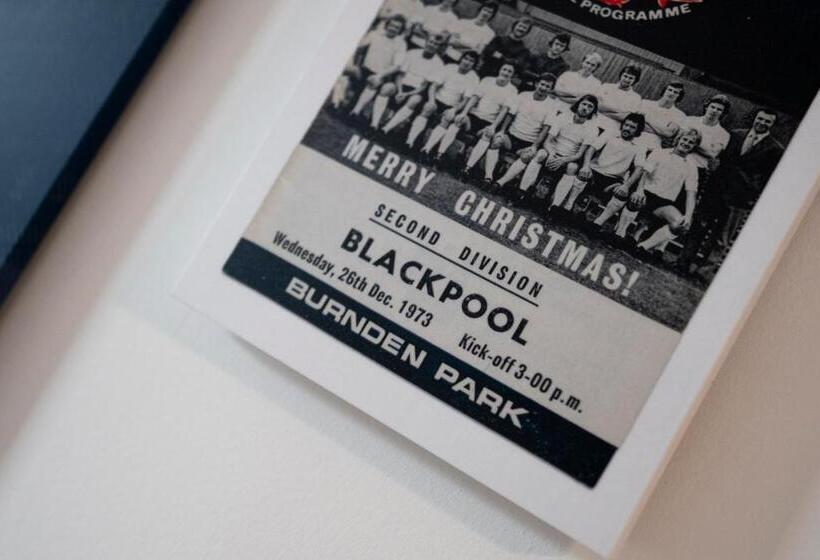 PROGRAMME
MERRY CHRISTMAS!
SECOND DIVISION
BLACKPOOL
Wednesday, 26th Dec. 1973 Kick-off 3-00 p.m.
BURNDEN PARK